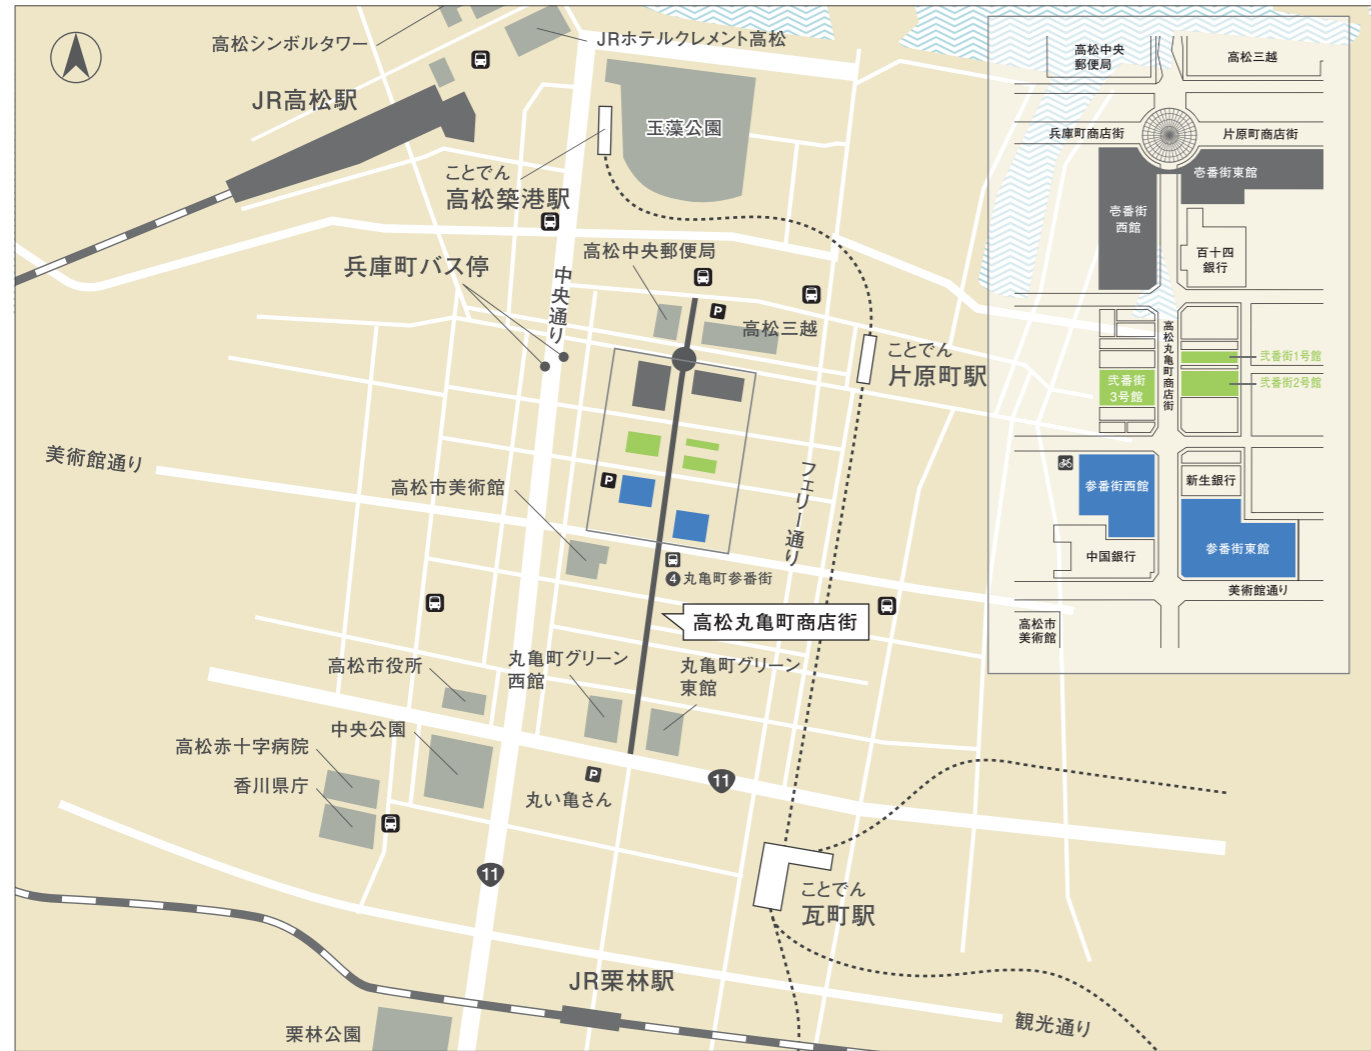 高松シンボルタワー
JRホテルクレメント高松
JR高松駅
玉藻公園
ことでん
高松築港駅
高松中央郵便局
兵庫町バス停
中央通り
P
高松三越
ことでん
片原町駅
美術館通り
高松市美術館
P
フェリー通り
4 丸亀町参番街
高松丸亀町商店街
高松市役所
丸亀町グリーン
西館
丸亀町グリーン
東館
中央公園
高松赤十字病院
香川県庁
P
丸い亀さん
11
11
ことでん
瓦町駅
JR栗林駅
栗林公園
観光通り
高松中央
郵便局
高松三越
兵庫町商店街
片原町商店街
壱番街東館
壱番街
西館
百十四
銀行
高松丸亀町商店街
弐番街1号館
弐番街2号館
弐番街
3号館
参番街西館
新生銀行
中国銀行
参番街東館
美術館通り
高松市
美術館